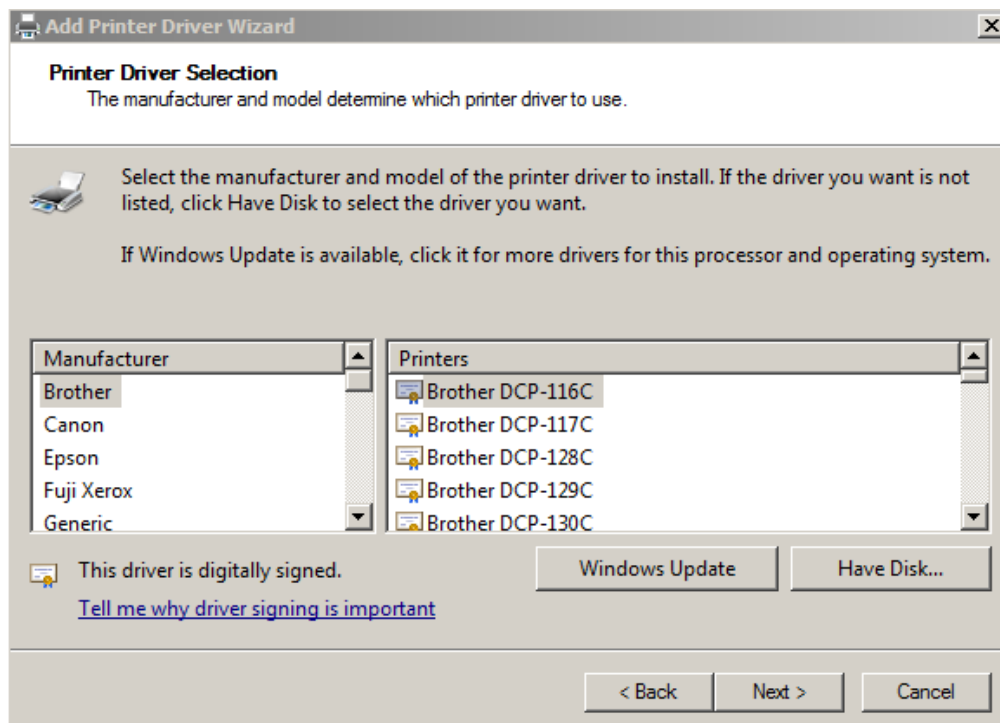 Add Printer Driver Wizard
Printer Driver Selection
The manufacturer and model determine which printer driver to use.
Select the manufacturer and model of the printer driver to install. If the driver you want is not
listed, click Have Disk to select the driver you want.
If Windows Update is available, click it for more drivers for this processor and operating system.
Manufacturer
Brother
Canon
Epson
Fuji Xerox
Generic
Printers
Brother DCP-116C
Brother DCP-117C
Brother DCP-128C
Brother DCP-129C
Brother DCP-130C
This driver is digitally signed.
Tell me why driver signing is important
Windows Update
Have Disk...
< Back
Next >
Cancel